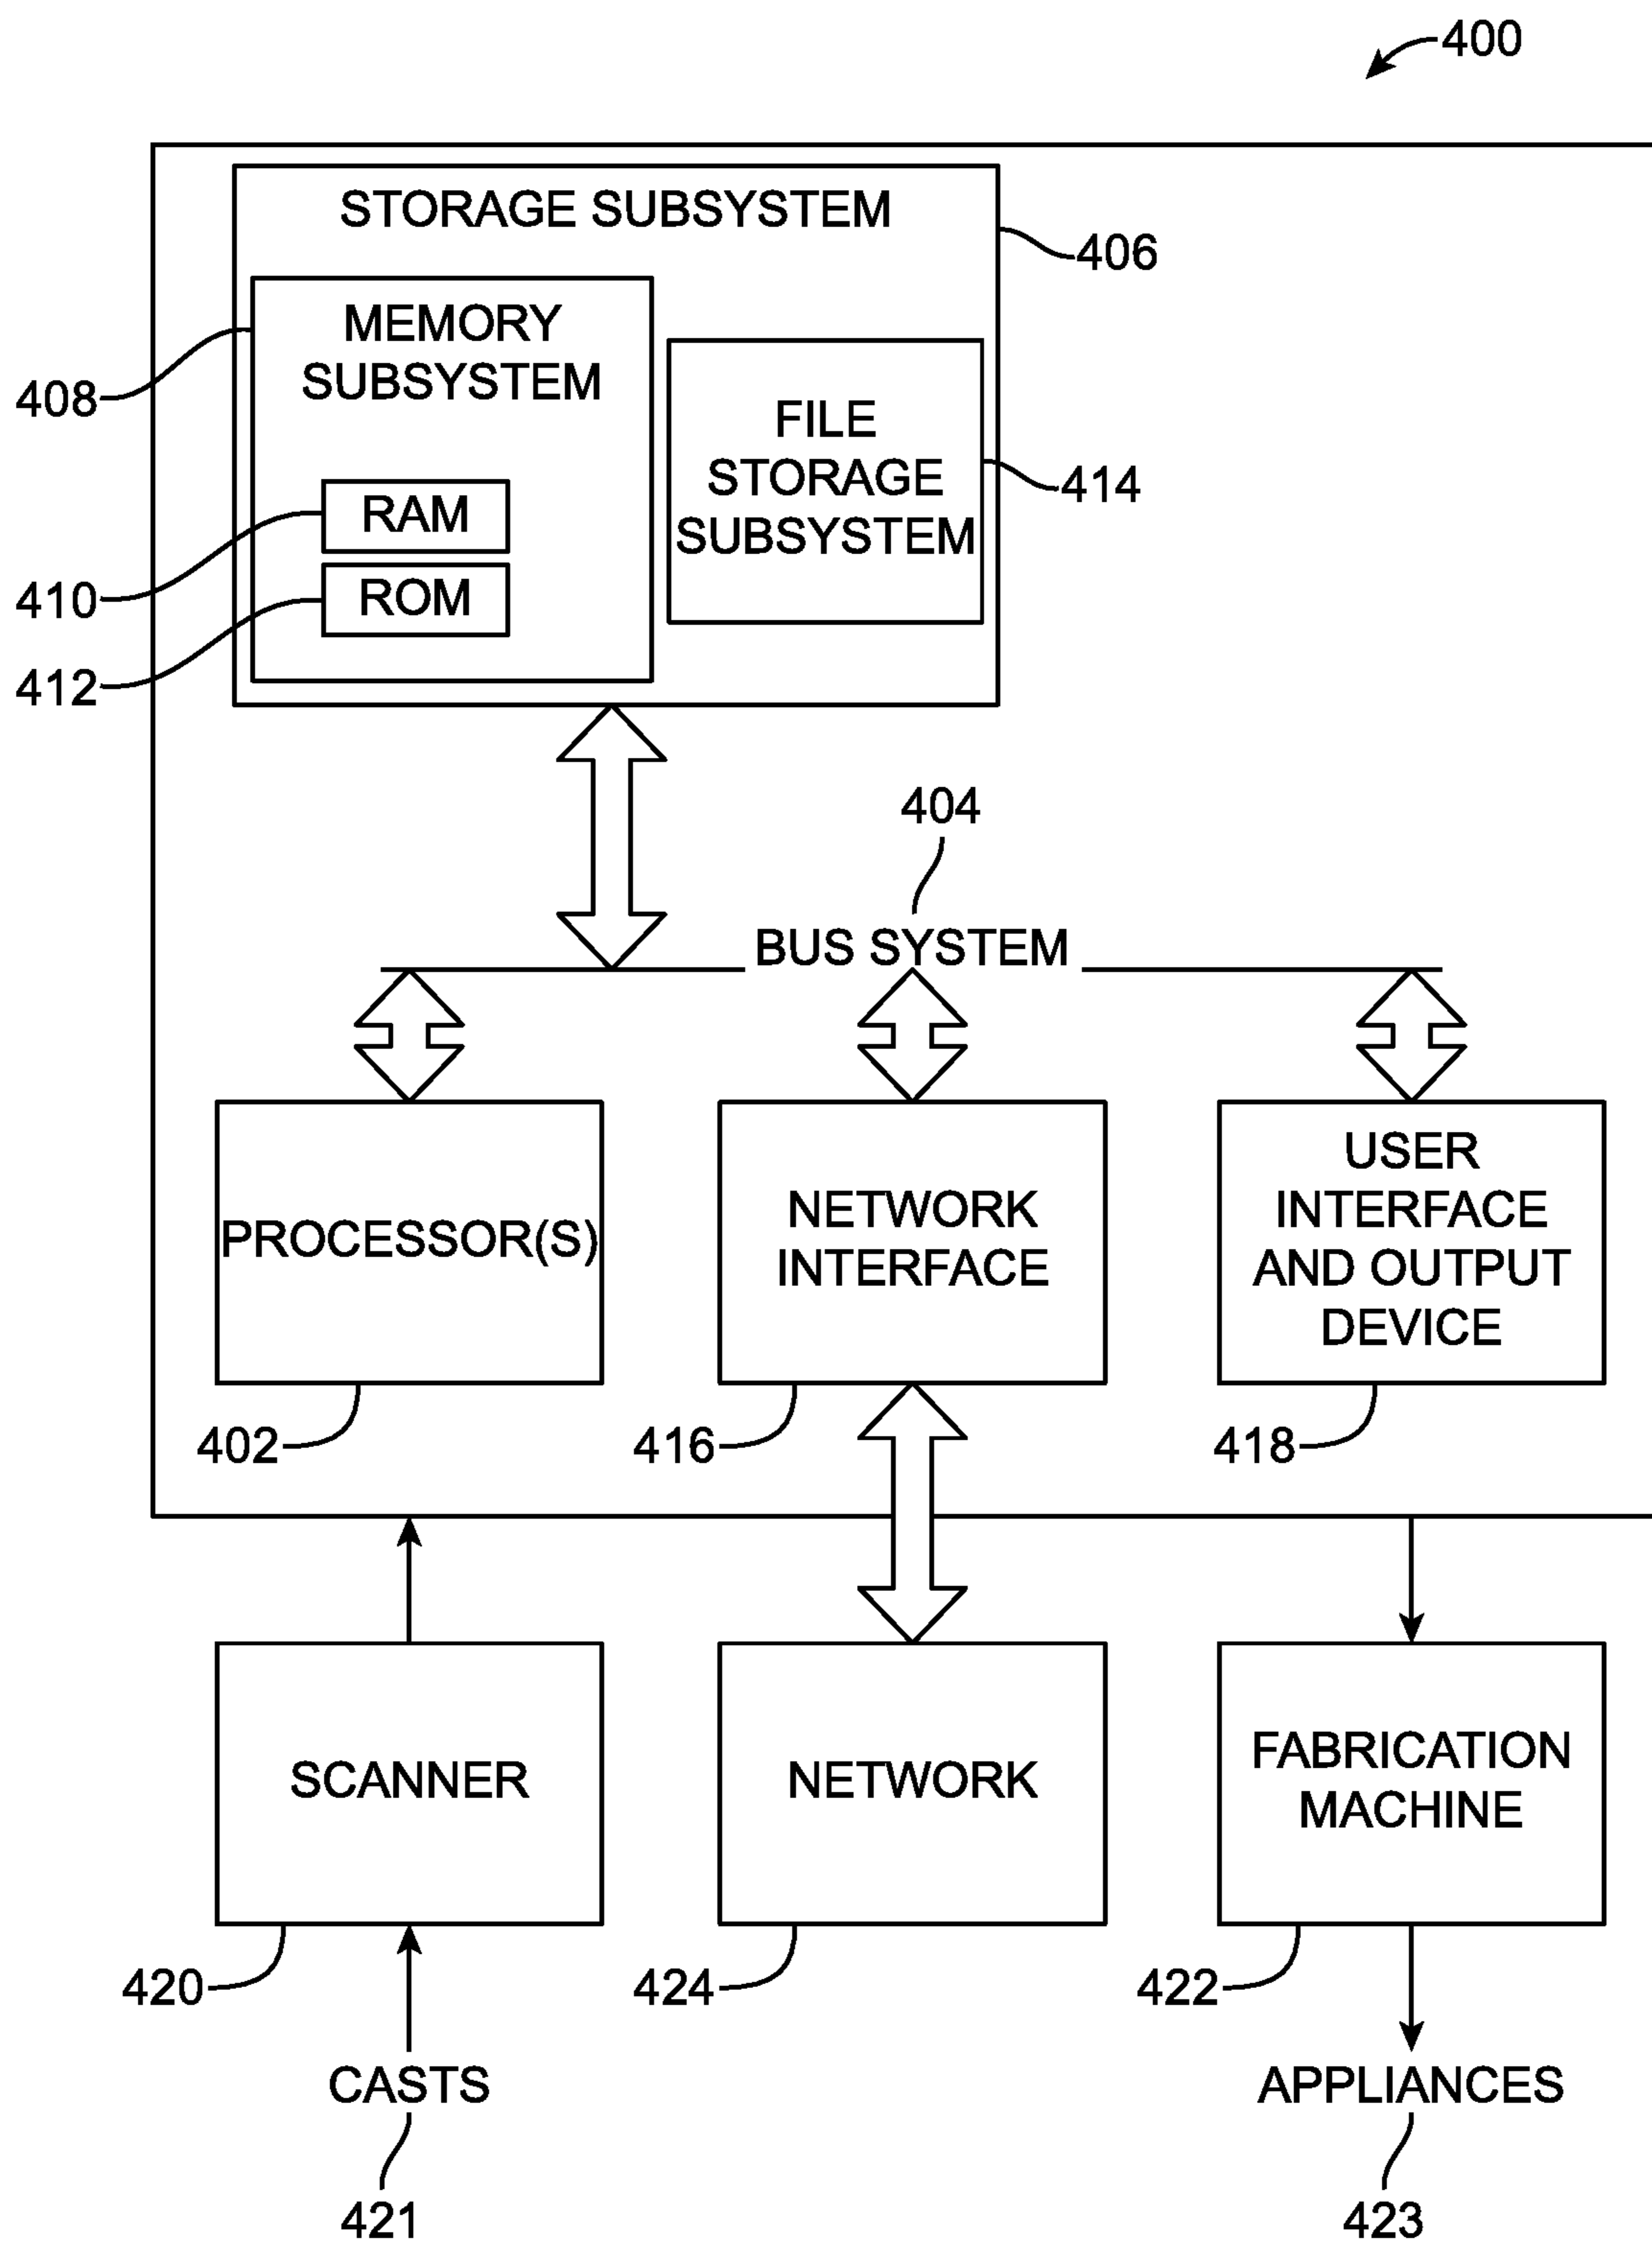 400
STORAGE SUBSYSTEM
406
MEMORY
SUBSYSTEM
408
FILE
STORAGE
SUBSYSTEM
414
RAM
410
ROM
412
404
BUS SYSTEM
PROCESSOR(S)
402
NETWORK
INTERFACE
416
USER
INTERFACE
AND OUTPUT
DEVICE
418
SCANNER
420
NETWORK
424
FABRICATION
MACHINE
422
CASTS
421
APPLIANCES
423